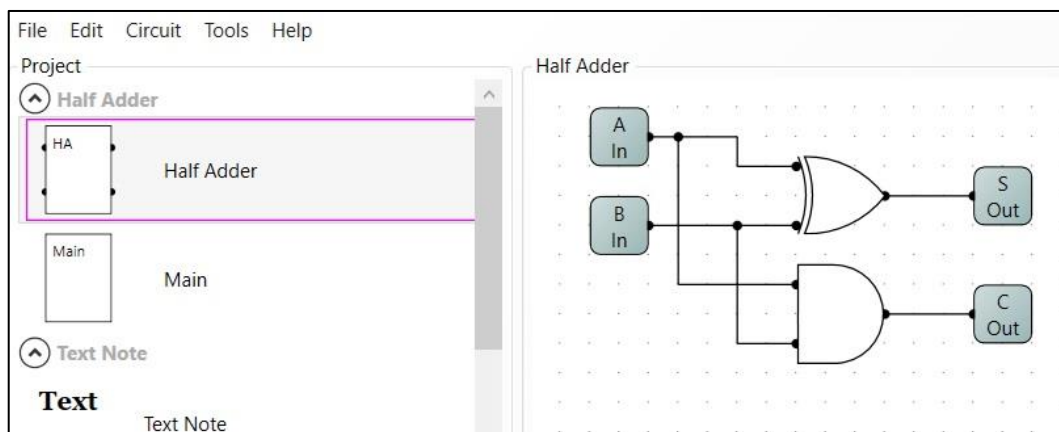 File Edit Circuit Tools Help
Project
Half Adder
HA
Half Adder
Main
Main
Text Note
Text
Text Note
Half Adder
A
In
B
In
S
Out
C
Out